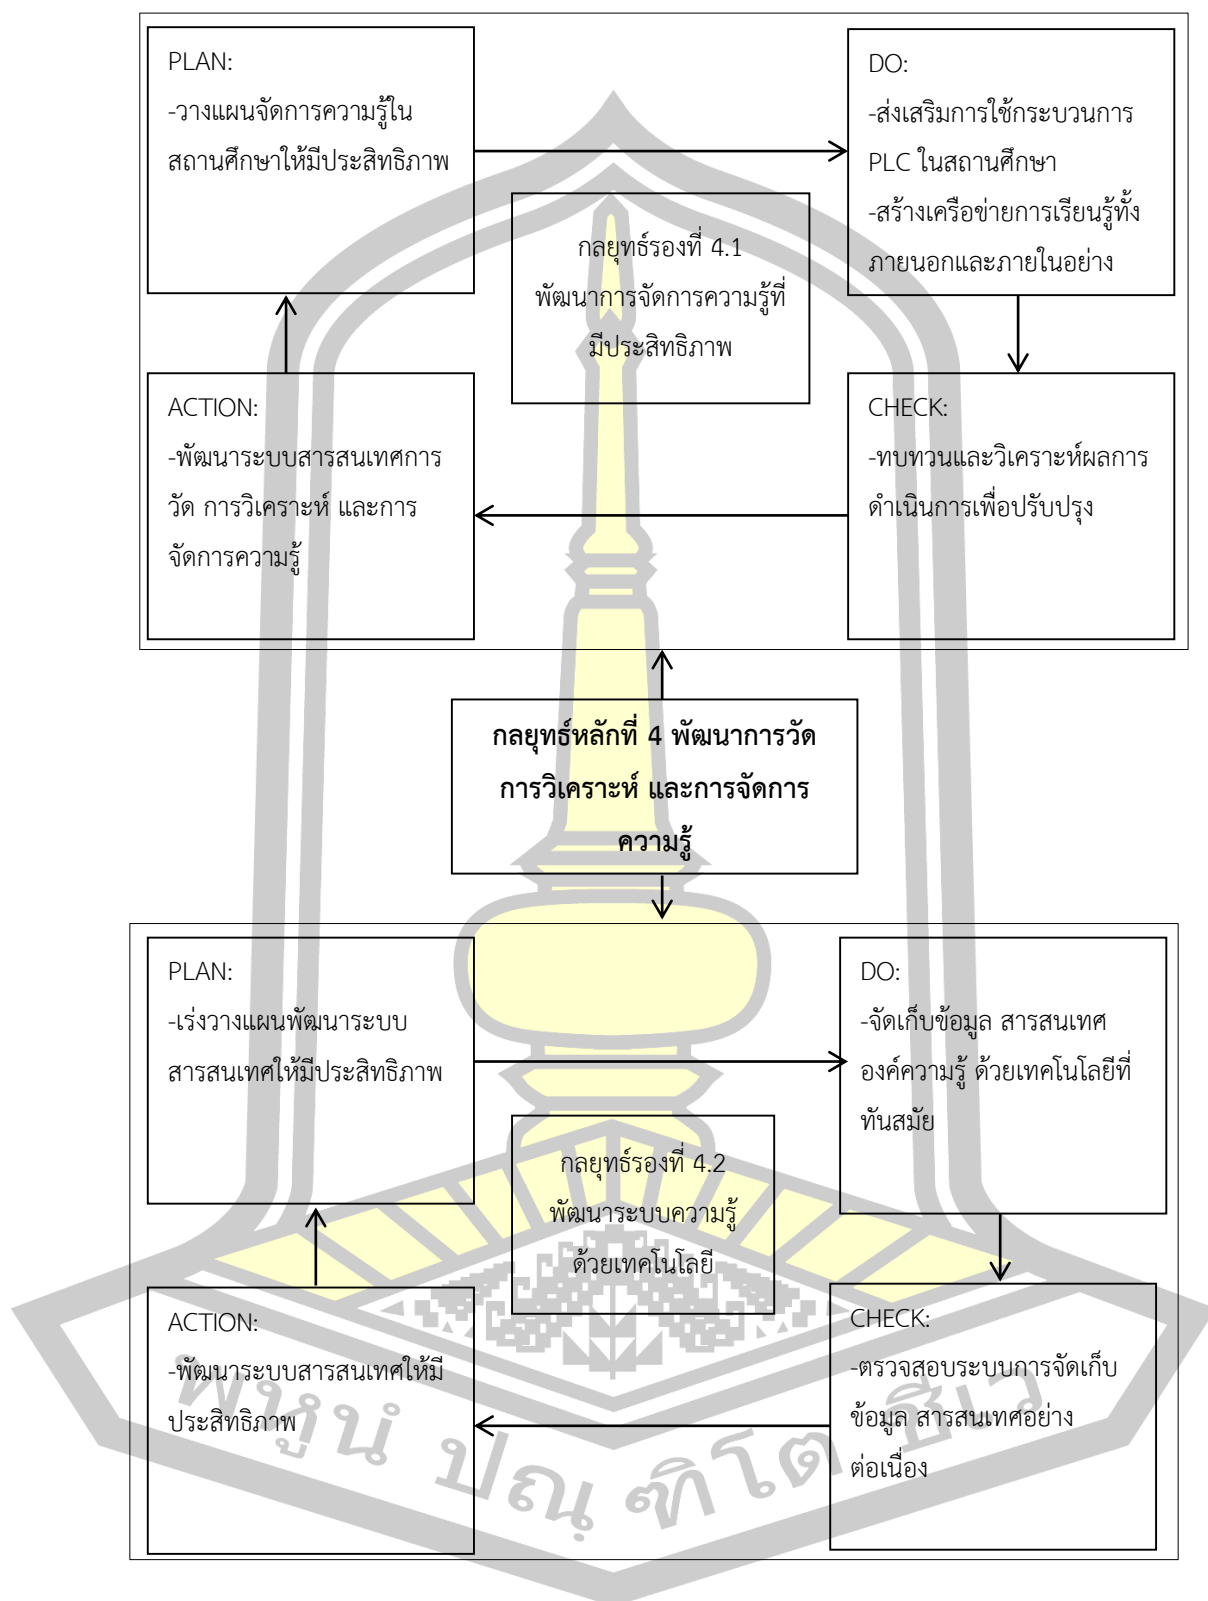 PLAN:
-วางแผนจัดการความรู้ใน
สถานศึกษาให้มีประสิทธิภาพ
DO:
-ส่งเสริมการใช้กระบวนการ
PLC ในสถานศึกษา
-สร้างเครือข่ายการเรียนรู้ทั้ง
ภายนอกและภายในอย่าง
กลยุทธ์รองที่ 4.1
พัฒนาการจัดการความรู้ที่
มีประสิทธิภาพ
ACTION:
-พัฒนาระบบสารสนเทศการ
วัด การวิเคราะห์ และการ
จัดการความรู้
CHECK:
-ทบทวนและวิเคราะห์ผลการ
ดำเนินการเพื่อปรับปรุง
กลยุทธ์หลักที่ 4 พัฒนาการวัด
การวิเคราะห์ และการจัดการ
ความรู้
PLAN:
-เร่งวางแผนพัฒนาระบบ
สารสนเทศให้มีประสิทธิภาพ
DO:
-จัดเก็บข้อมูล สารสนเทศ
องค์ความรู้ ด้วยเทคโนโลยีที่
ทันสมัย
กลยุทธ์รองที่ 4.2
พัฒนาระบบความรู้
ด้วยเทคโนโลยี
ACTION:
-พัฒนาระบบสารสนเทศให้มี
ประสิทธิภาพ
CHECK:
-ตรวจสอบระบบการจัดเก็บ
ข้อมูล สารสนเทศอย่าง
ต่อเนื่อง
พหูนํ ปณฺฑิโต ชีเว